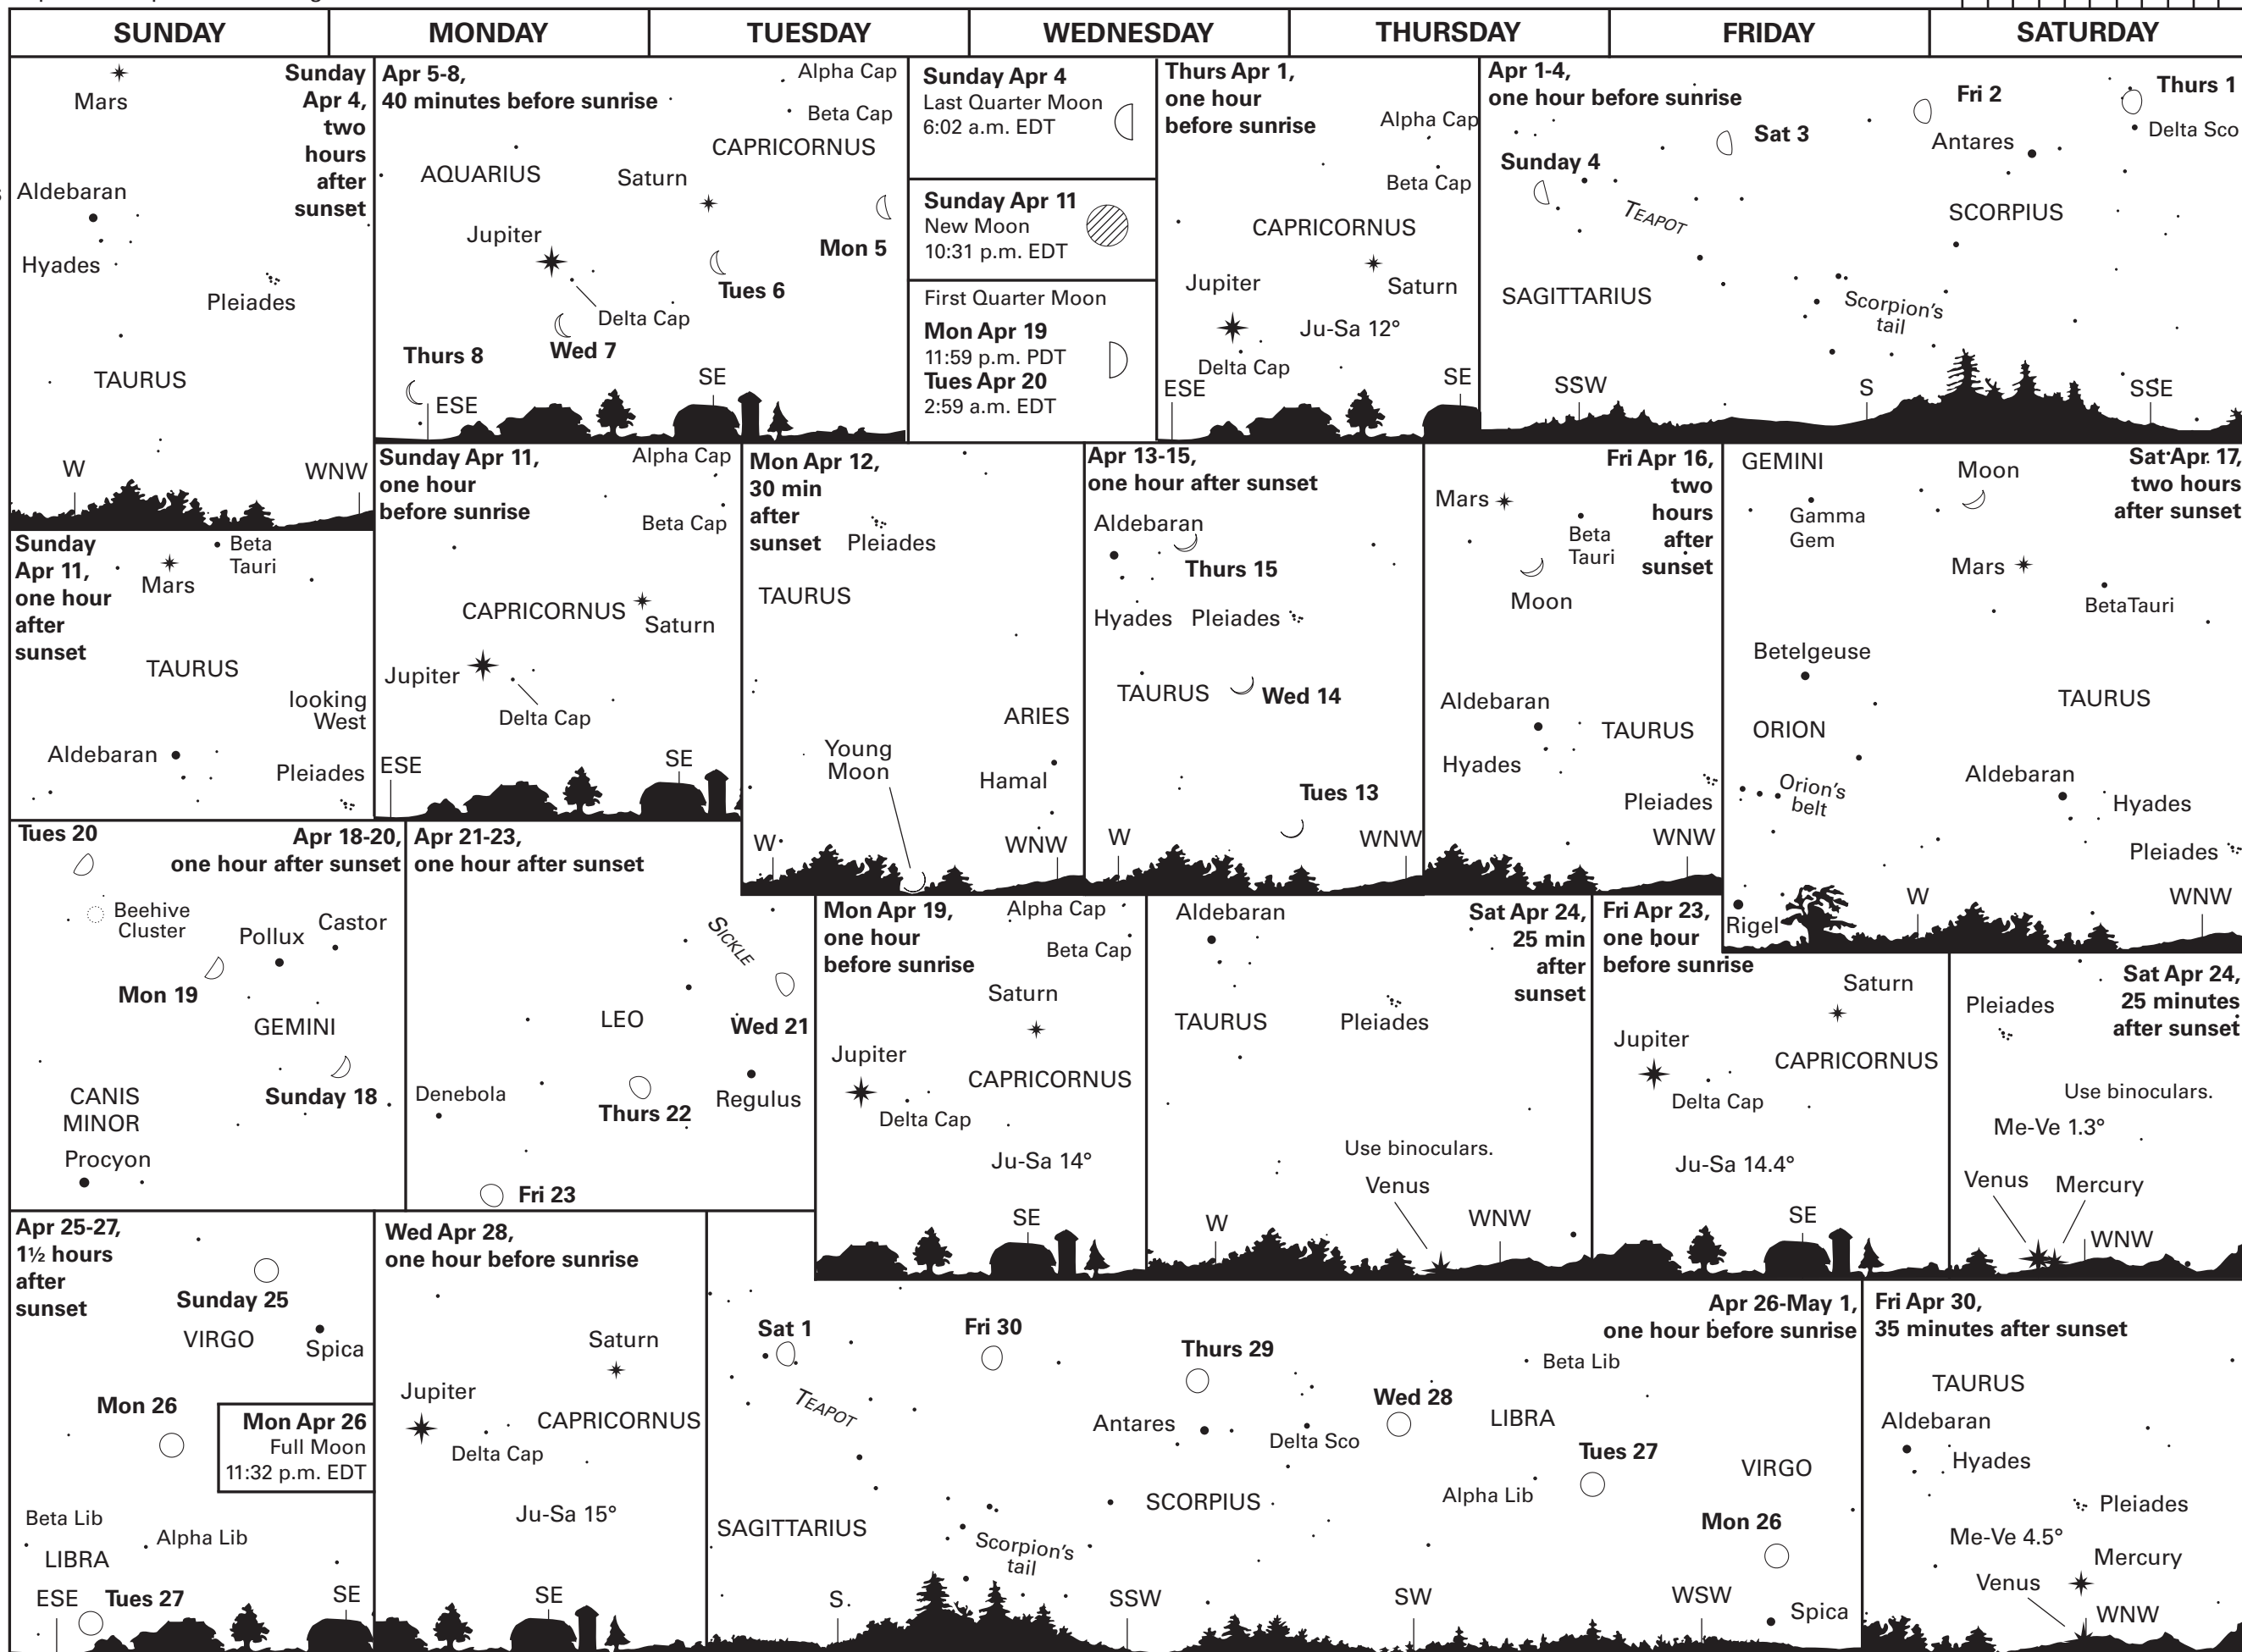 SUNDAY
MONDAY
TUESDAY
WEDNESDAY
THURSDAY
FRIDAY
SATURDAY
Sunday
Apr 4,
two
hours
after
sunset
Mars
Aldebaran
Hyades
Pleiades
TAURUS
W
WNW
Apr 5-8,
40 minutes before sunrise
Alpha Cap
Beta Cap
CAPRICORNUS
AQUARIUS
Saturn
Jupiter
Mon 5
Tues 6
Delta Cap
Wed 7
Thurs 8
SE
ESE
Sunday Apr 4
Last Quarter Moon
6:02 a.m. EDT
Sunday Apr 11
New Moon
10:31 p.m. EDT
First Quarter Moon
Mon Apr 19
11:59 p.m. PDT
Tues Apr 20
2:59 a.m. EDT
Thurs Apr 1,
one hour
before sunrise
Alpha Cap
Beta Cap
CAPRICORNUS
Jupiter
Saturn
Ju-Sa 12°
Delta Cap
ESE
SE
Apr 1-4,
one hour before sunrise
Thurs 1
Fri 2
Delta Sco
Sat 3
Antares
Sunday 4
TEAPOT
SCORPIUS
SAGITTARIUS
Scorpion's
tail
SSW
S
SSE
Sunday
Apr 11,
one hour
after
sunset
Beta
Tauri
Mars
TAURUS
looking
West
Aldebaran
Pleiades
Sunday Apr 11,
one hour
before sunrise
Alpha Cap
Beta Cap
CAPRICORNUS
Saturn
Jupiter
Delta Cap
ESE
SE
Mon Apr 12,
30 min
after
sunset
Pleiades
TAURUS
ARIES
Young
Moon
Hamal
W
WNW
Apr 13-15,
one hour after sunset
Aldebaran
Thurs 15
Hyades
Pleiades
TAURUS
Wed 14
Tues 13
W
WNW
Fri Apr 16,
two
hours
after
sunset
Mars
Beta
Tauri
Moon
Aldebaran
TAURUS
Hyades
Pleiades
WNW
Sat Apr. 17,
two hours
after sunset
GEMINI
Moon
Gamma
Gem
Mars
Beta Tauri
Betelgeuse
TAURUS
ORION
Orion's
belt
Aldebaran
Hyades
Pleiades
Rigel
W
WNW
Apr 18-20,
one hour after sunset
Tues 20
Beehive
Cluster
Castor
Pollux
Mon 19
GEMINI
Sunday 18
CANIS
MINOR
Procyon
Apr 21-23,
one hour after sunset
SICKLE
LEO
Wed 21
Denebola
Regulus
Thurs 22
Fri 23
Mon Apr 19,
one hour
before sunrise
Alpha Cap
Beta Cap
Saturn
Jupiter
CAPRICORNUS
Delta Cap
Ju-Sa 14°
SE
Sat Apr 24,
25 min
after
sunset
Aldebaran
TAURUS
Pleiades
Use binoculars.
Venus
W
WNW
Fri Apr 23,
one hour
before sunrise
Saturn
Jupiter
CAPRICORNUS
Delta Cap
Ju-Sa 14.4°
SE
Sat Apr 24,
25 minutes
after sunset
Pleiades
Use binoculars.
Me-Ve 1.3°
Venus
Mercury
WNW
Apr 25-27,
1½ hours
after
sunset
Sunday 25
VIRGO
Spica
Mon 26
Mon Apr 26
Full Moon
11:32 p.m. EDT
Beta Lib
Alpha Lib
LIBRA
ESE
Tues 27
SE
Wed Apr 28,
one hour before sunrise
Saturn
Jupiter
CAPRICORNUS
Delta Cap
Ju-Sa 15°
SE
Apr 26-May 1,
one hour before sunrise
Sat 1
Fri 30
Thurs 29
Beta Lib
Wed 28
TEAPOT
Antares
Delta Sco
LIBRA
Tues 27
VIRGO
SCORPIUS
Alpha Lib
SAGITTARIUS
Mon 26
Scorpion's
tail
S
SSW
SW
WSW
Spica
Fri Apr 30,
35 minutes after sunset
TAURUS
Aldebaran
Hyades
Pleiades
Me-Ve 4.5°
Mercury
Venus
WNW